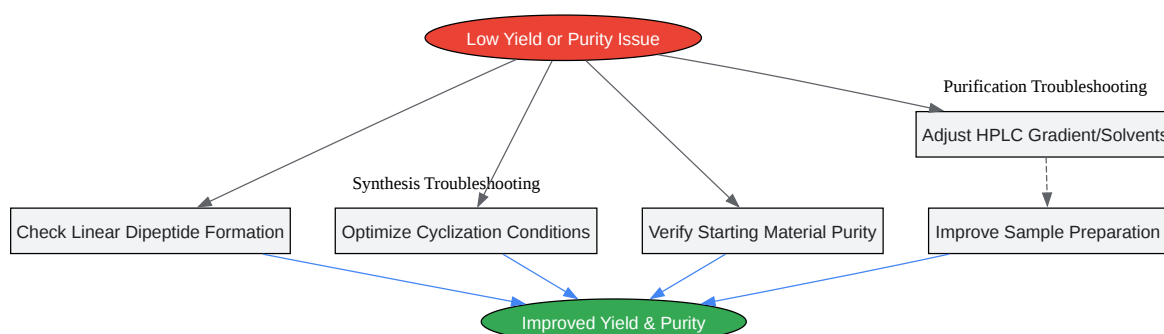 Low Yield or Purity Issue
Purification Troubleshooting
Adjust HPLC Gradient/Solvents
Synthesis Troubleshooting
Check Linear Dipeptide Formation
Optimize Cyclization Conditions
Verify Starting Material Purity
Improve Sample Preparation
Improved Yield & Purity